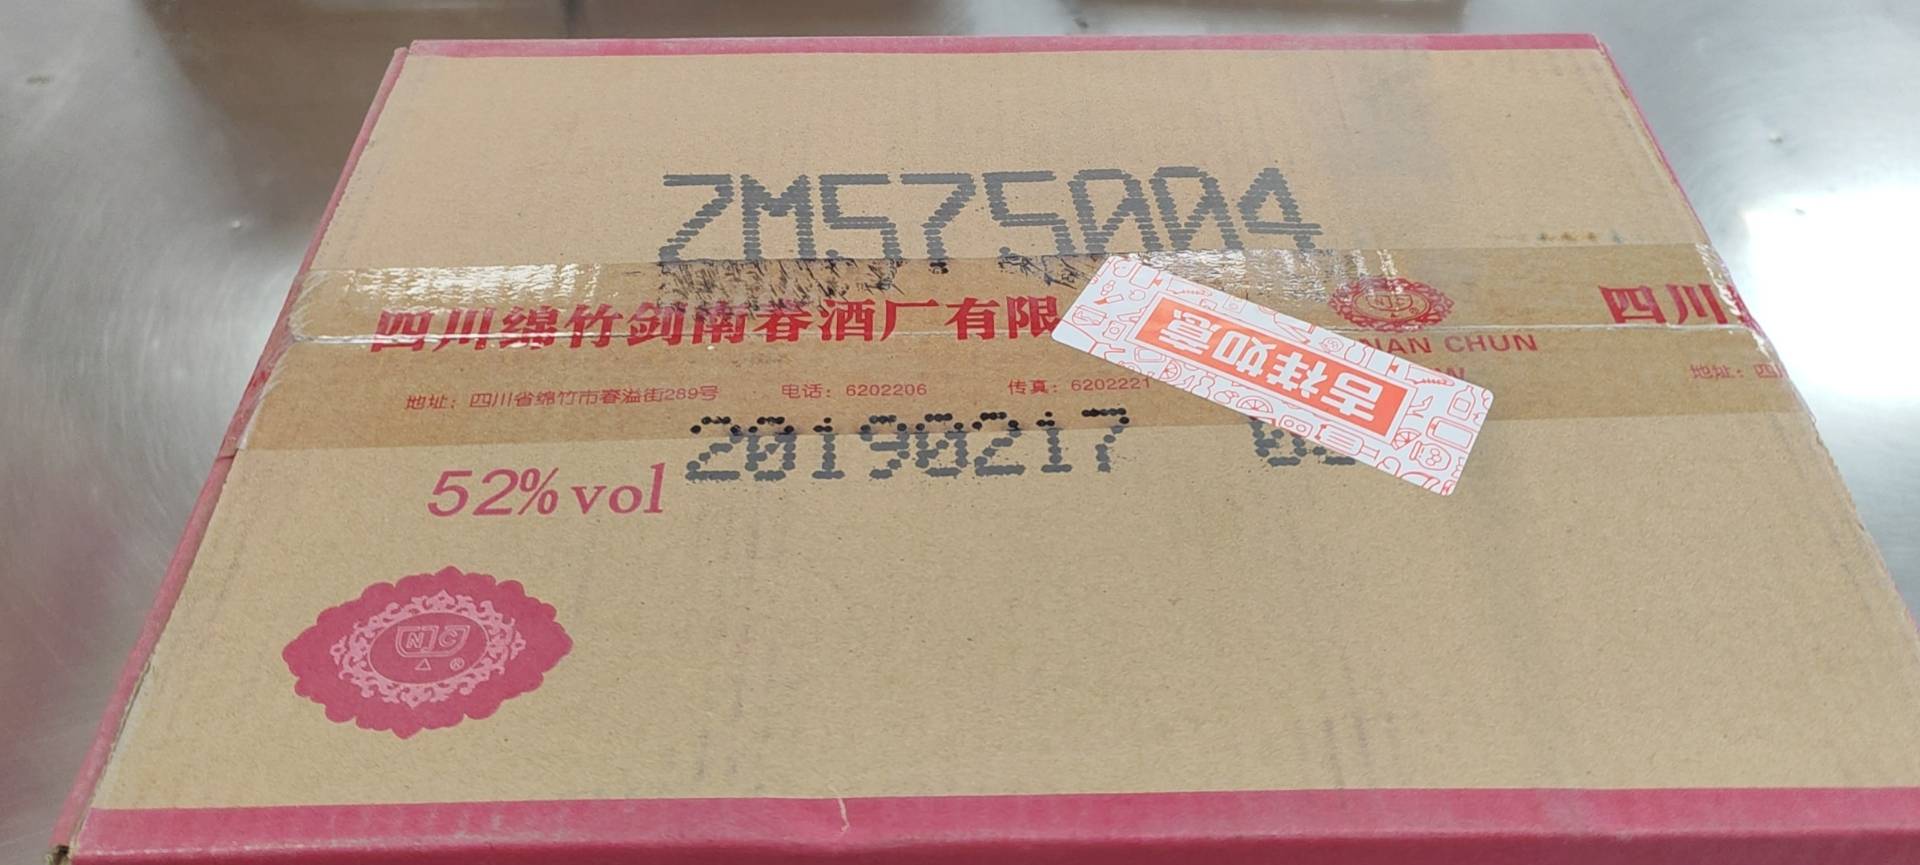 ZM575004
四川绵竹剑南春酒厂有限
NJC
四川
NAN CHUN
吉祥如意
地址：四川省绵竹市春溢街289号 电话：6202206 传真：6202221
地址：四
20190217
52%vol
NJC